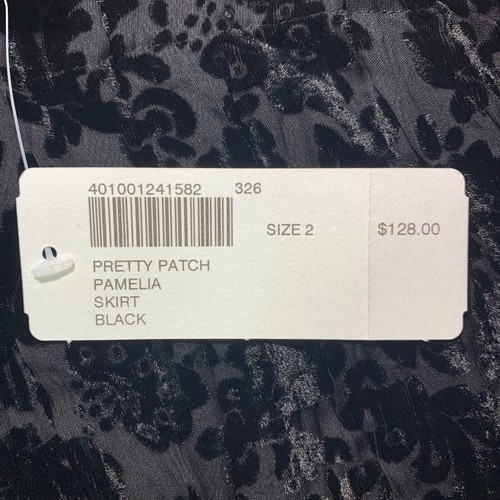 401001241582 326
SIZE 2 $128.00
PRETTY PATCH
PAMELIA
SKIRT
BLACK